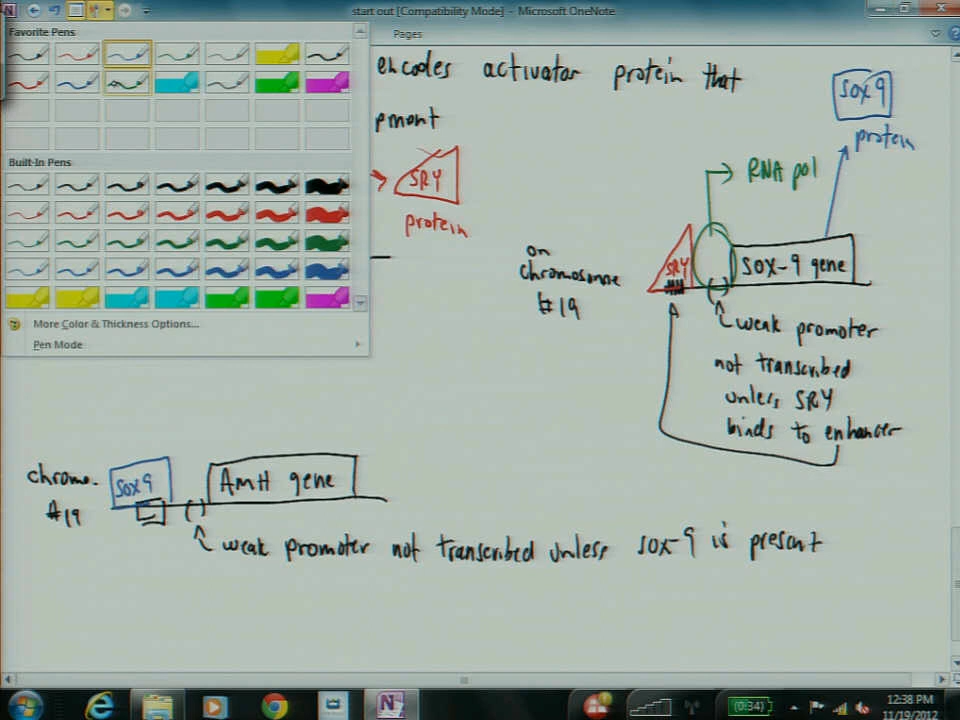 start out [Compatibility Mode] - Microsoft OneNote
Favorite Pens
Pages
encodes activator protein that
pment
SRY
protein
Sox 9
protein
RNA pol
on
chromosome
#19
SRY
Sox-9 gene
weak promoter
not transcribed
unless SRY
binds to enhancer
Built-In Pens
More Color & Thickness Options...
Pen Mode
chromo.
#19
Sox 9
AmH gene
weak promoter not transcribed unless sox-9 is present
(0:34)
12:38 PM
11/19/2012